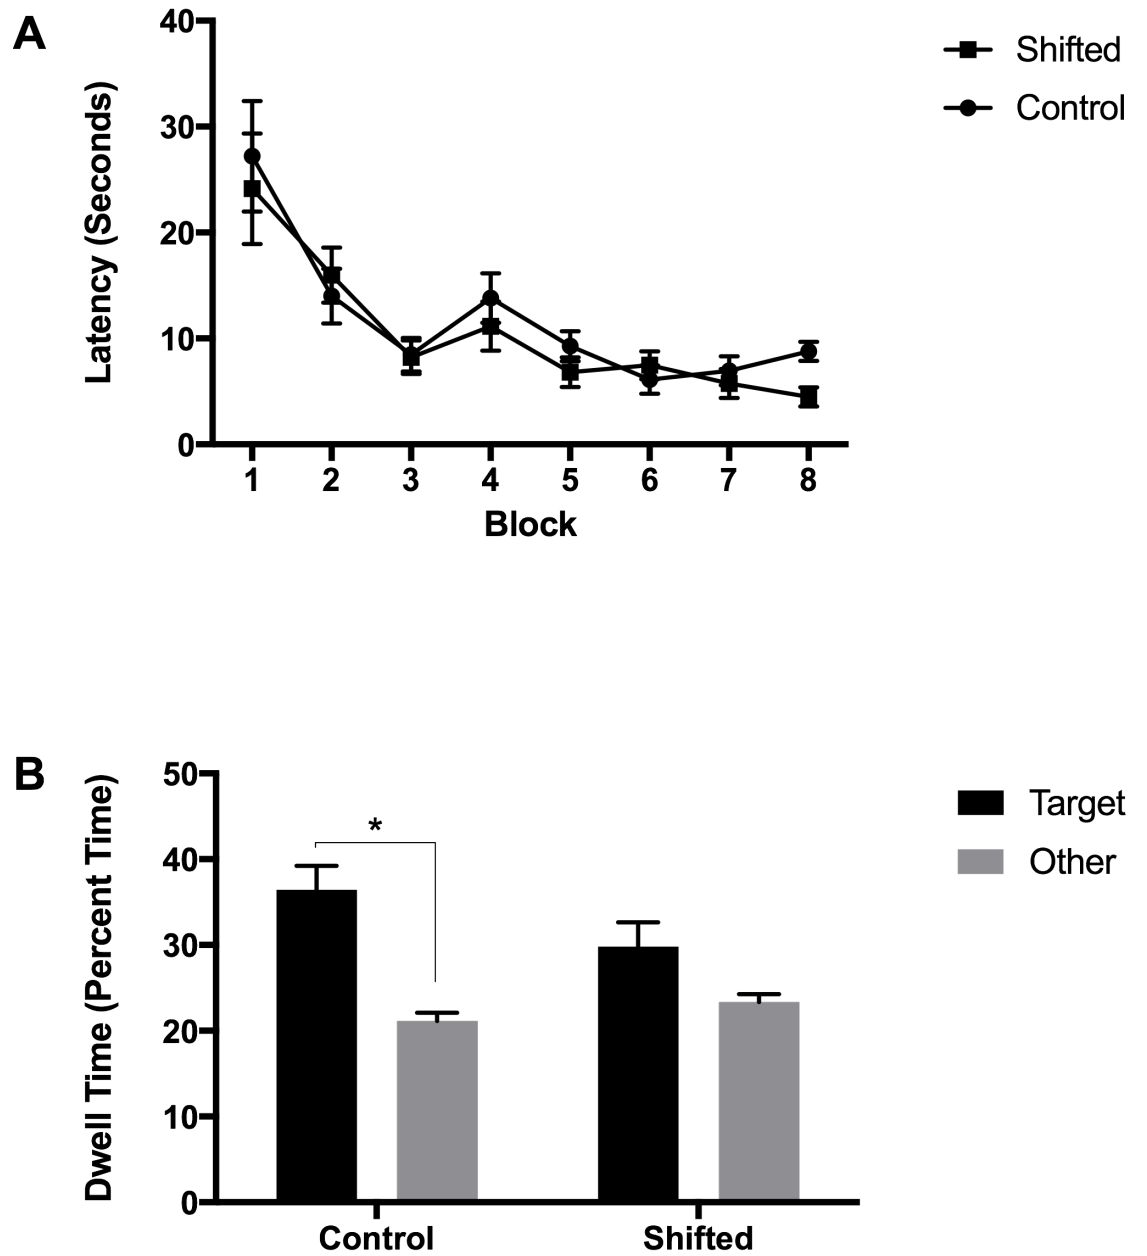 A
Latency (Seconds)
40
30
20
10
0
1 2 3 4 5 6 7 8
Block
Shifted
Control
B
Dwell Time (Percent Time)
50
40
30
20
10
0
*
Control Shifted
Target
Other